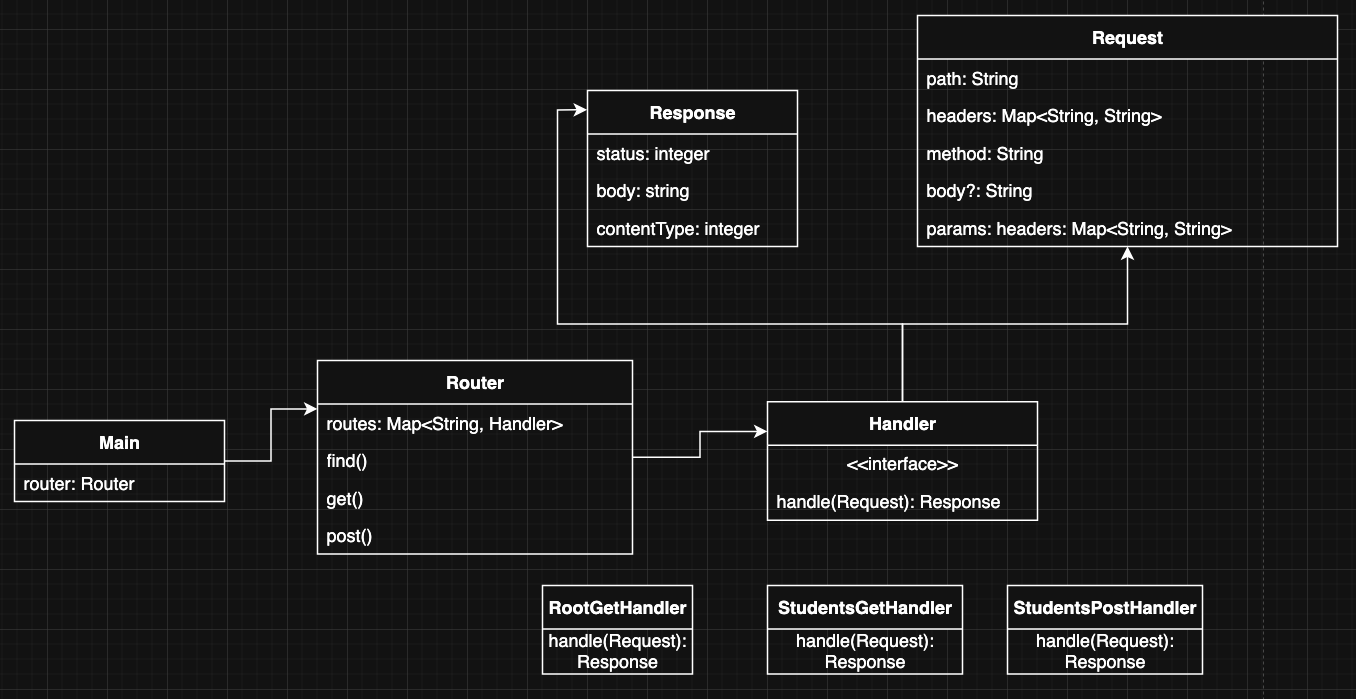 Request
path: String
headers: Map<String, String>
method: String
body?: String
params: headers: Map<String, String>
Response
status: integer
body: string
contentType: integer
Router
routes: Map<String, Handler>
find()
get()
post()
Main
router: Router
Handler
<<interface>>
handle(Request): Response
RootGetHandler
handle(Request):
Response
StudentsGetHandler
handle(Request):
Response
StudentsPostHandler
handle(Request):
Response